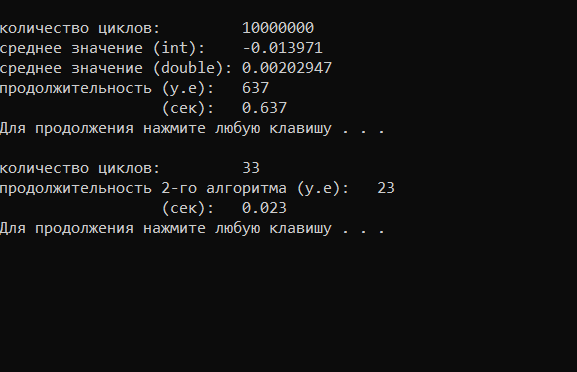 количество циклов: 10000000
среднее значение (int): -0.013971
среднее значение (double): 0.00202947
продолжительность (у.е): 637
(сек): 0.637
Для продолжения нажмите любую клавишу . . .
количество циклов: 33
продолжительность 2-го алгоритма (у.е): 23
(сек): 0.023
Для продолжения нажмите любую клавишу . . .